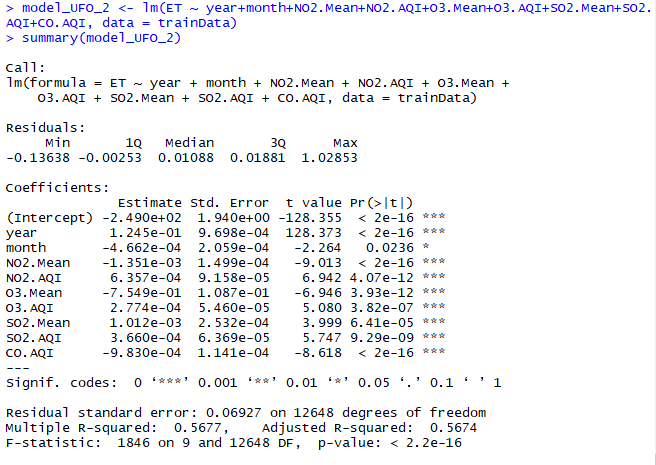 > model_UFO_2 <- lm(ET ~ year+month+NO2.Mean+NO2.AQI+O3.Mean+O3.AQI+SO2.Mean+SO2.
AQI+CO.AQI, data = trainData)
> summary(model_UFO_2)
Call:
lm(formula = ET ~ year + month + NO2.Mean + NO2.AQI + O3.Mean +
    O3.AQI + SO2.Mean + SO2.AQI + CO.AQI, data = trainData)
Residuals:
     Min       1Q   Median       3Q      Max
-0.13638 -0.00253  0.01088  0.01881  1.02853
Coefficients:
              Estimate Std. Error  t value Pr(>|t|)
(Intercept) -2.490e+02  1.940e+00 -128.355  < 2e-16 ***
year         1.245e-01  9.698e-04  128.373  < 2e-16 ***
month       -4.662e-04  2.059e-04   -2.264   0.0236 *
NO2.Mean    -1.351e-03  1.499e-04   -9.013  < 2e-16 ***
NO2.AQI      6.357e-04  9.158e-05    6.942 4.07e-12 ***
O3.Mean     -7.549e-01  1.087e-01   -6.946 3.93e-12 ***
O3.AQI       2.774e-04  5.460e-05    5.080 3.82e-07 ***
SO2.Mean     1.012e-03  2.532e-04    3.999 6.41e-05 ***
SO2.AQI      3.660e-04  6.369e-05    5.747 9.29e-09 ***
CO.AQI      -9.830e-04  1.141e-04   -8.618  < 2e-16 ***
---
Signif. codes:  0 ‘***’ 0.001 ‘**’ 0.01 ‘*’ 0.05 ‘.’ 0.1 ‘ ’ 1
Residual standard error: 0.06927 on 12648 degrees of freedom
Multiple R-squared:  0.5677,    Adjusted R-squared:  0.5674
F-statistic:  1846 on 9 and 12648 DF,  p-value: < 2.2e-16